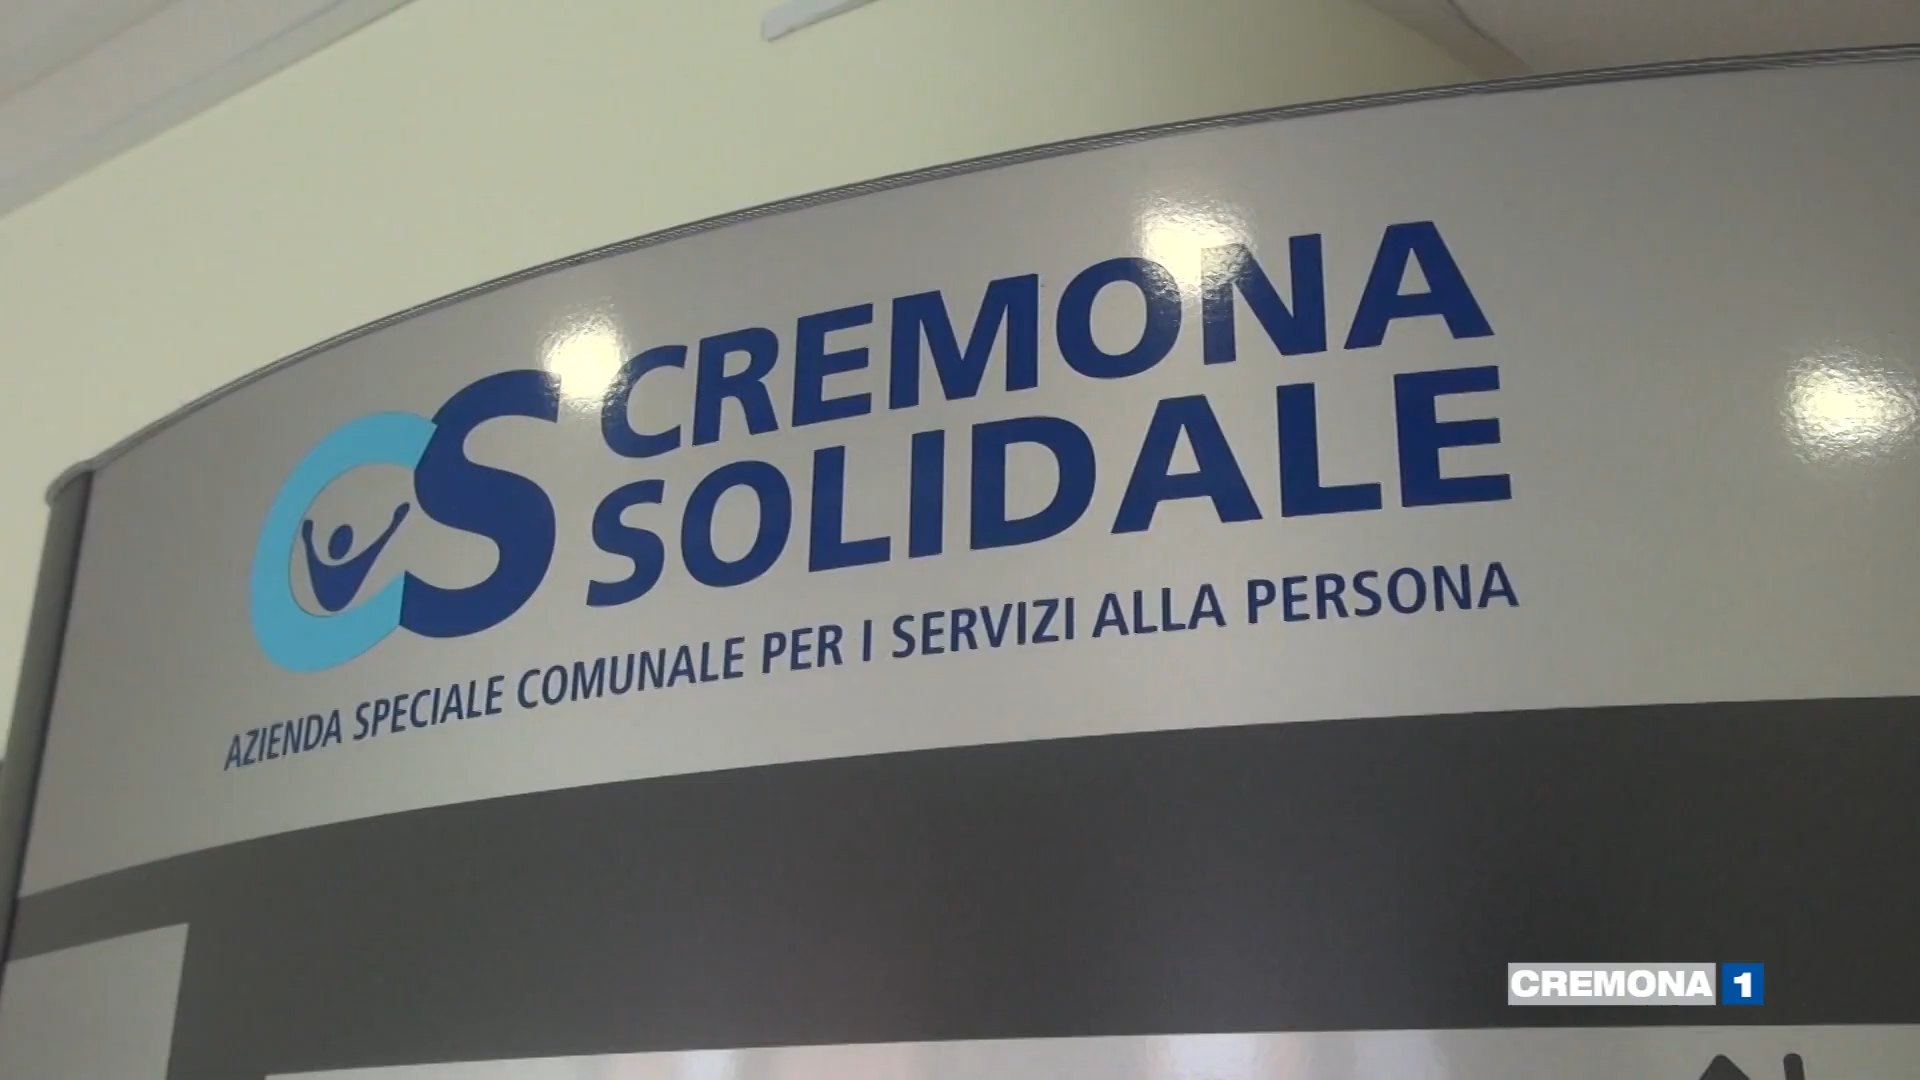 CS CREMONA
SOLIDALE
AZIENDA SPECIALE COMUNALE PER I SERVIZI ALLA PERSONA
CREMONA 1